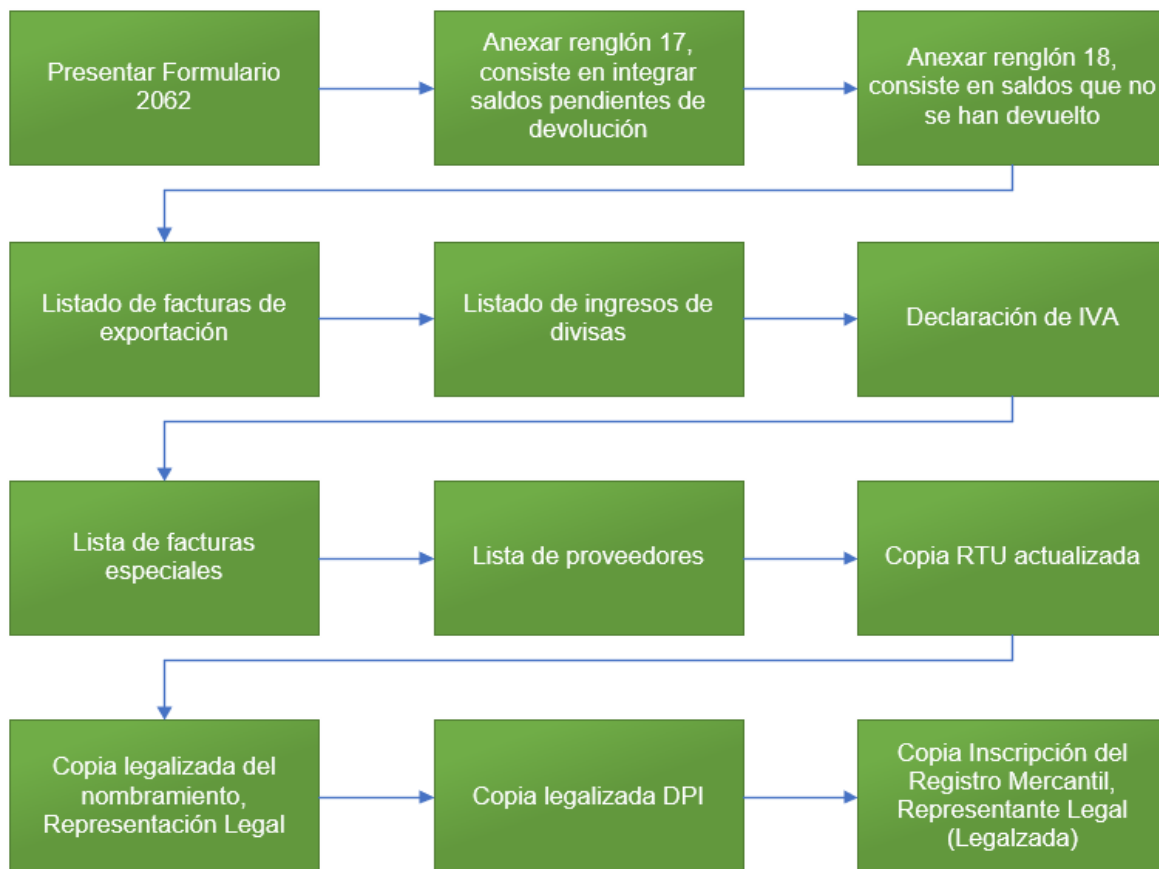 Presentar Formulario
2062
Anexar renglón 17,
consiste en integrar
saldos pendientes de
devolución
Anexar renglón 18,
consiste en saldos que no
se han devuelto
Listado de facturas de
exportación
Listado de ingresos de
divisas
Declaración de IVA
Lista de facturas
especiales
Lista de proveedores
Copia RTU actualizada
Copia legalizada del
nombramiento,
Representación Legal
Copia legalizada DPI
Copia Inscripción del
Registro Mercantil,
Representante Legal
(Legalzada)